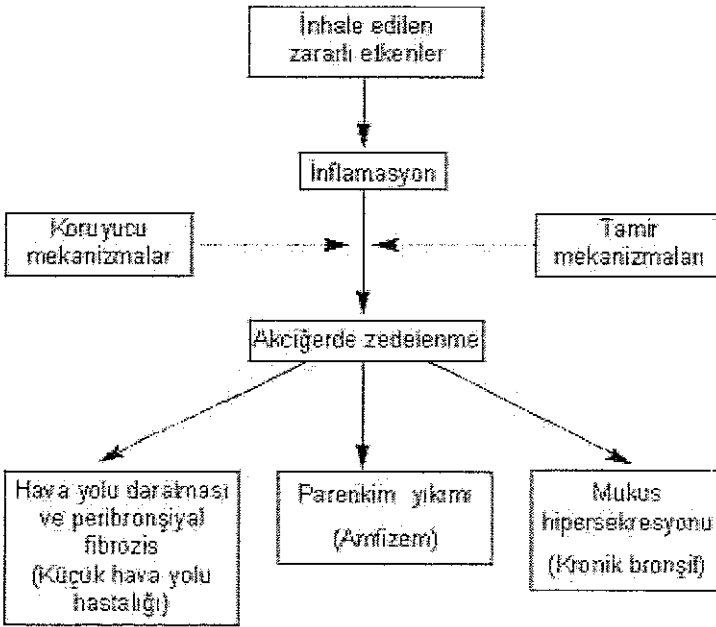 İnhale edilen
zararlı etkenler
İnflamasyon
Koruyucu
mekanizmalar
Tamir
mekanizmaları
Akciğerde zedelenme
Hava yolu daralması
ve peribronşiyal
fibrozis
(Küçük hava yolu
hastalığı)
Parenkim yıkımı
(Amfizem)
Mukus
hipersekresyonu
(Kronik bronşit)